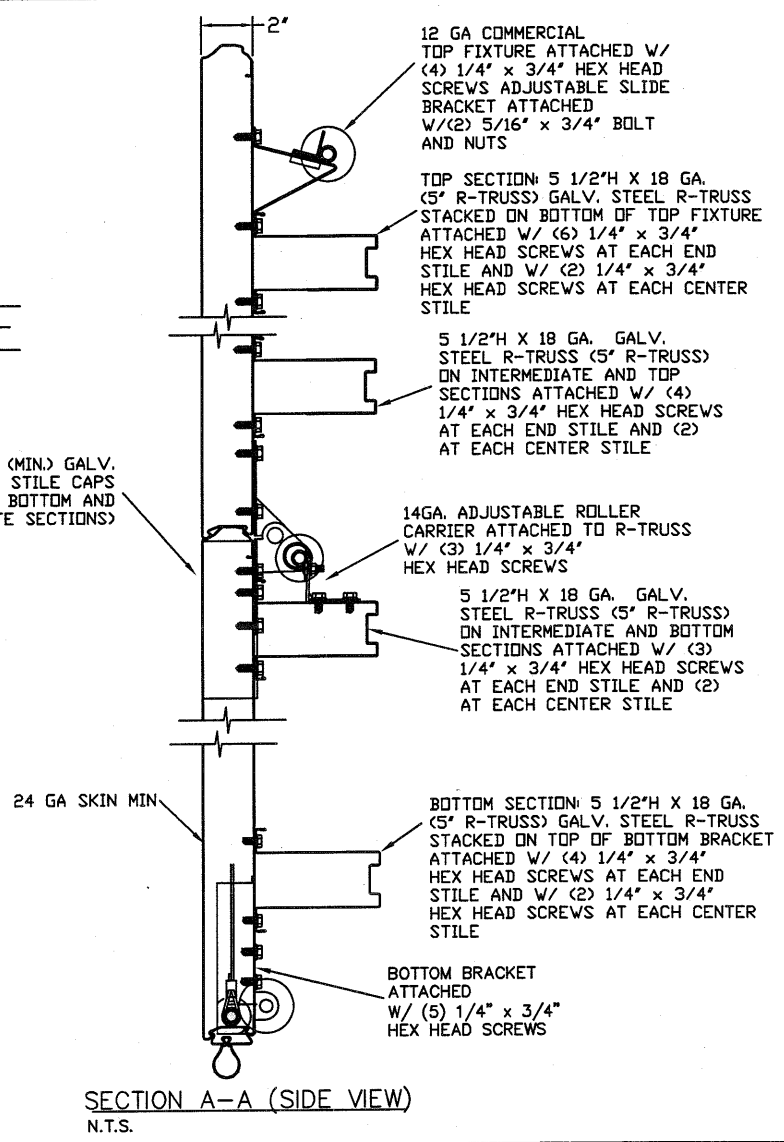 2"
12 GA COMMERCIAL
TOP FIXTURE ATTACHED W/
(4) 1/4" x 3/4" HEX HEAD
SCREWS ADJUSTABLE SLIDE
BRACKET ATTACHED
W/(2) 5/16" x 3/4" BOLT
AND NUTS
TOP SECTION: 5 1/2"H X 18 GA.
(5" R-TRUSS) GALV. STEEL R-TRUSS
STACKED ON BOTTOM OF TOP FIXTURE
ATTACHED W/ (6) 1/4" x 3/4"
HEX HEAD SCREWS AT EACH END
STILE AND W/ (2) 1/4" x 3/4"
HEX HEAD SCREWS AT EACH CENTER
STILE
5 1/2"H X 18 GA. GALV.
STEEL R-TRUSS (5" R-TRUSS)
ON INTERMEDIATE AND TOP
SECTIONS ATTACHED W/ (4)
1/4" x 3/4" HEX HEAD SCREWS
AT EACH END STILE AND (2)
AT EACH CENTER STILE
(MIN.) GALV.
STILE CAPS
BOTTOM AND
TE SECTIONS)
14GA. ADJUSTABLE ROLLER
CARRIER ATTACHED TO R-TRUSS
W/ (3) 1/4" x 3/4"
HEX HEAD SCREWS
5 1/2"H X 18 GA. GALV.
STEEL R-TRUSS (5" R-TRUSS)
ON INTERMEDIATE AND BOTTOM
SECTIONS ATTACHED W/ (3)
1/4" x 3/4" HEX HEAD SCREWS
AT EACH END STILE AND (2)
AT EACH CENTER STILE
24 GA SKIN MIN
BOTTOM SECTION: 5 1/2"H X 18 GA.
(5" R-TRUSS) GALV. STEEL R-TRUSS
STACKED ON TOP OF BOTTOM BRACKET
ATTACHED W/ (4) 1/4" x 3/4"
HEX HEAD SCREWS AT EACH END
STILE AND W/ (2) 1/4" x 3/4"
HEX HEAD SCREWS AT EACH CENTER
STILE
BOTTOM BRACKET
ATTACHED
W/ (5) 1/4" x 3/4"
HEX HEAD SCREWS
SECTION A-A (SIDE VIEW)
N.T.S.